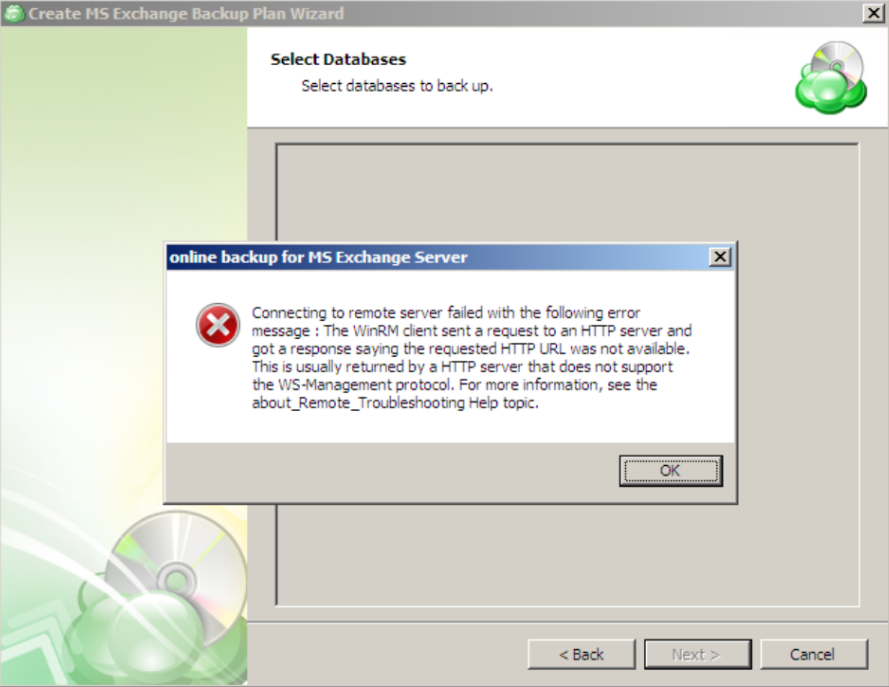 Create MS Exchange Backup Plan Wizard
Select Databases
Select databases to back up.
online backup for MS Exchange Server
Connecting to remote server failed with the following error
message : The WinRM client sent a request to an HTTP server and
got a response saying the requested HTTP URL was not available.
This is usually returned by a HTTP server that does not support
the WS-Management protocol. For more information, see the
about_Remote_Troubleshooting Help topic.
OK
< Back
Next >
Cancel